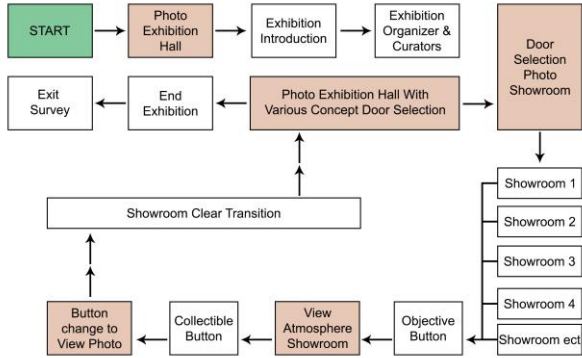 START
Photo
Exhibition
Hall
Exhibition
Introduction
Exhibition
Organizer &
Curators
Door
Selection
Photo
Showroom
Exit
Survey
End
Exhibition
Photo Exhibition Hall With
Various Concept Door Selection
Showroom 1
Showroom 2
Showroom 3
Showroom 4
Showroom ect
Showroom Clear Transition
Button
change to
View Photo
Collectible
Button
View
Atmosphere
Showroom
Objective
Button